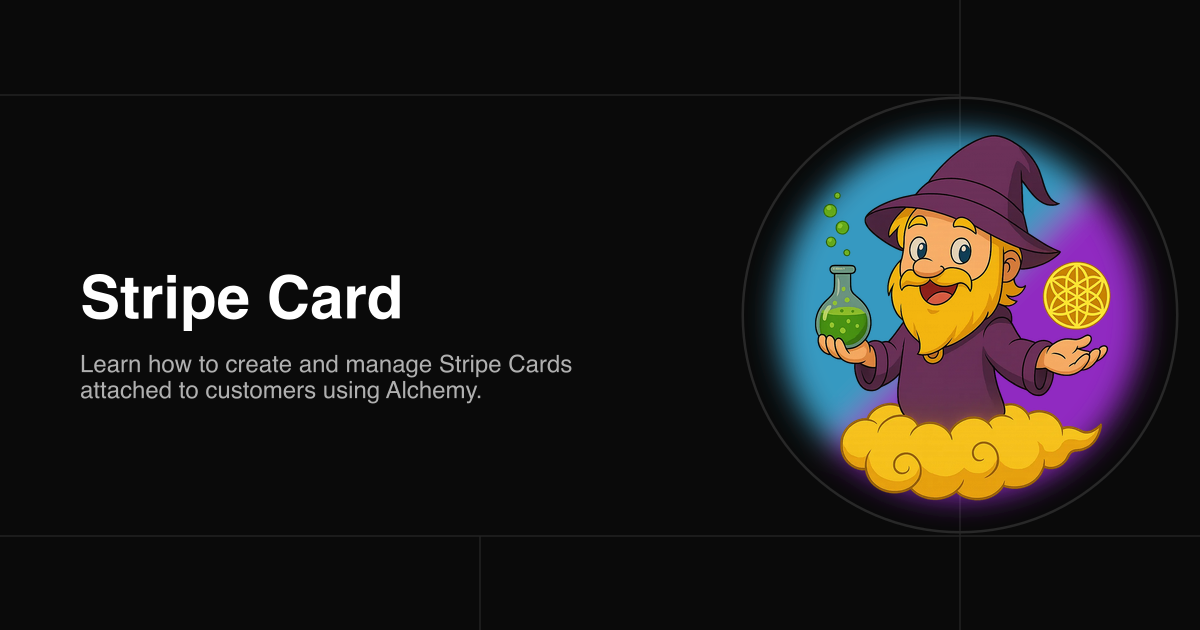 Stripe Card
Learn how to create and manage Stripe Cards
attached to customers using Alchemy.